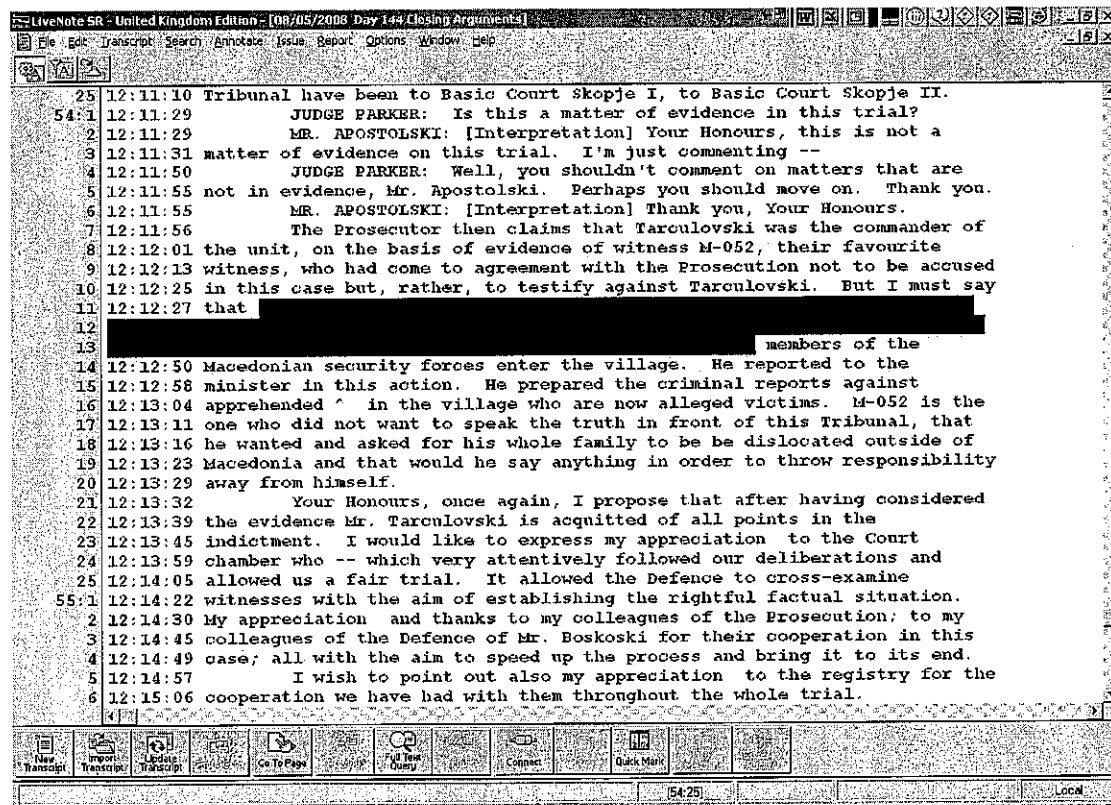 LiveNote SR - United Kingdom Edition - [08/05/2008 Day 144 Closing Arguments]
File Edit Transcript Search Annotate Issue Report Options Window Help
25 12:11:10 Tribunal have been to Basic Court Skopje I, to Basic Court Skopje II.
54:1 12:11:29 JUDGE PARKER: Is this a matter of evidence in this trial?
2 12:11:29 MR. APOSTOLSKI: [Interpretation] Your Honours, this is not a
3 12:11:31 matter of evidence on this trial. I'm just commenting --
4 12:11:50 JUDGE PARKER: Well, you shouldn't comment on matters that are
5 12:11:55 not in evidence, Mr. Apostolski. Perhaps you should move on. Thank you.
6 12:11:55 MR. APOSTOLSKI: [Interpretation] Thank you, Your Honours.
7 12:11:56 The Prosecutor then claims that Tarculovski was the commander of
8 12:12:01 the unit, on the basis of evidence of witness M-052, their favourite
9 12:12:13 witness, who had come to agreement with the Prosecution not to be accused
10 12:12:25 in this case but, rather, to testify against Tarculovski. But I must say
11 12:12:27 that
12
13 members of the
14 12:12:50 Macedonian security forces enter the village. He reported to the
15 12:12:58 minister in this action. He prepared the criminal reports against
16 12:13:04 apprehended ^ in the village who are now alleged victims. M-052 is the
17 12:13:11 one who did not want to speak the truth in front of this Tribunal, that
18 12:13:16 he wanted and asked for his whole family to be be dislocated outside of
19 12:13:23 Macedonia and that would he say anything in order to throw responsibility
20 12:13:29 away from himself.
21 12:13:32 Your Honours, once again, I propose that after having considered
22 12:13:39 the evidence Mr. Tarculovski is acquitted of all points in the
23 12:13:45 indictment. I would like to express my appreciation to the Court
24 12:13:59 chamber who -- which very attentively followed our deliberations and
25 12:14:05 allowed us a fair trial. It allowed the Defence to cross-examine
55:1 12:14:22 witnesses with the aim of establishing the rightful factual situation.
2 12:14:30 My appreciation and thanks to my colleagues of the Prosecution; to my
3 12:14:45 colleagues of the Defence of Mr. Boskoski for their cooperation in this
4 12:14:49 case; all with the aim to speed up the process and bring it to its end.
5 12:14:57 I wish to point out also my appreciation to the registry for the
6 12:15:06 cooperation we have had with them throughout the whole trial.
New Transcript Import Transcript Update Transcript Go To Page Full Text Query Connect Quick Mark
[54:25] Local